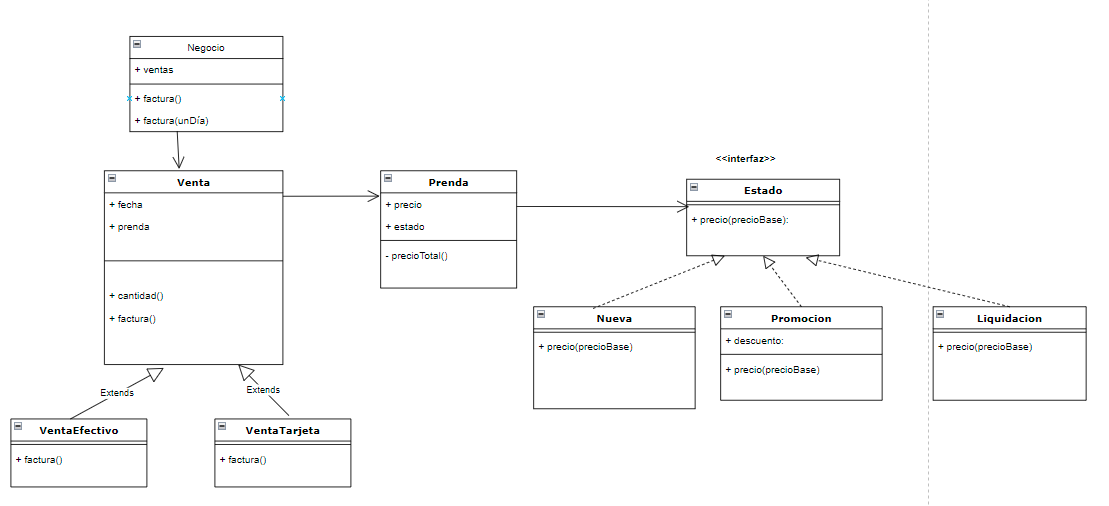 Negocio
+ ventas
+ factura()
+ factura(unDía)
Venta
+ fecha
+ prenda
+ cantidad()
+ factura()
Prenda
+ precio
+ estado
- precioTotal()
<<interfaz>>
Estado
+ precio(precioBase):
Extends
Extends
VentaEfectivo
+ factura()
VentaTarjeta
+ factura()
Nueva
+ precio(precioBase)
Promocion
+ descuento:
+ precio(precioBase)
Liquidacion
+ precio(precioBase)